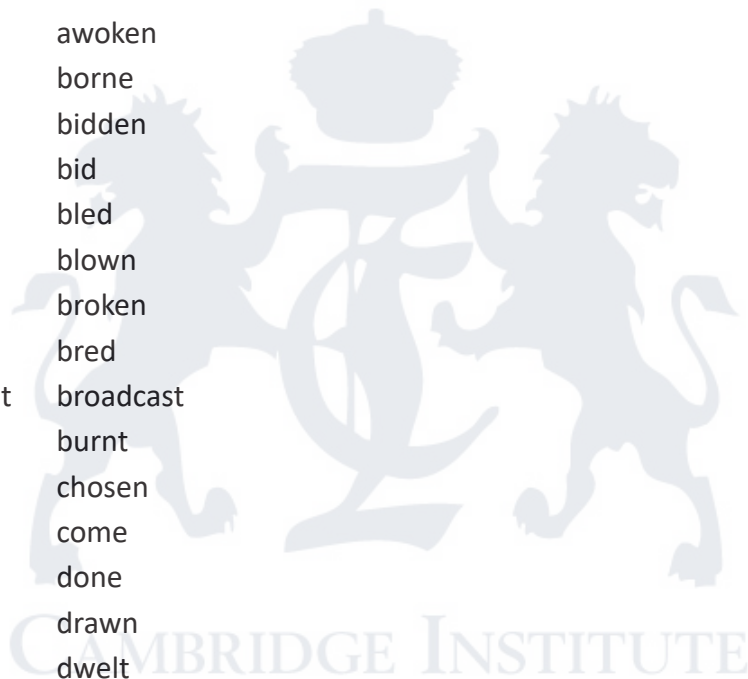 awoken
borne
bidden
bid
bled
blown
broken
bred
t broadcast
burnt
chosen
come
done
drawn
dwelt
CAMBRIDGE INSTITUTE